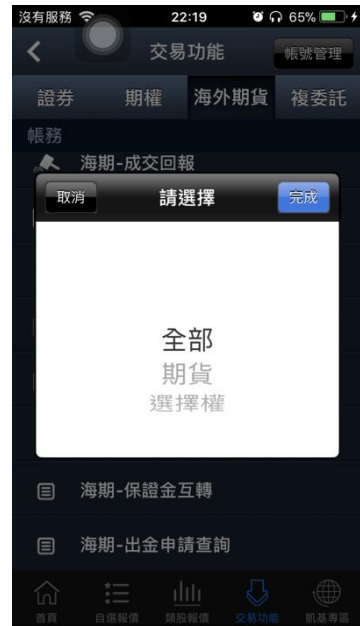 沒有服務 22:19 65%
交易功能 帳號管理
證券 期權 海外期貨 複委託
帳務
海期-成交回報
取消 請選擇 完成
全部
期貨
選擇權
海期-保證金互轉
海期-出金申請查詢
首頁 自選報價 類股報價 交易功能 凱基專區